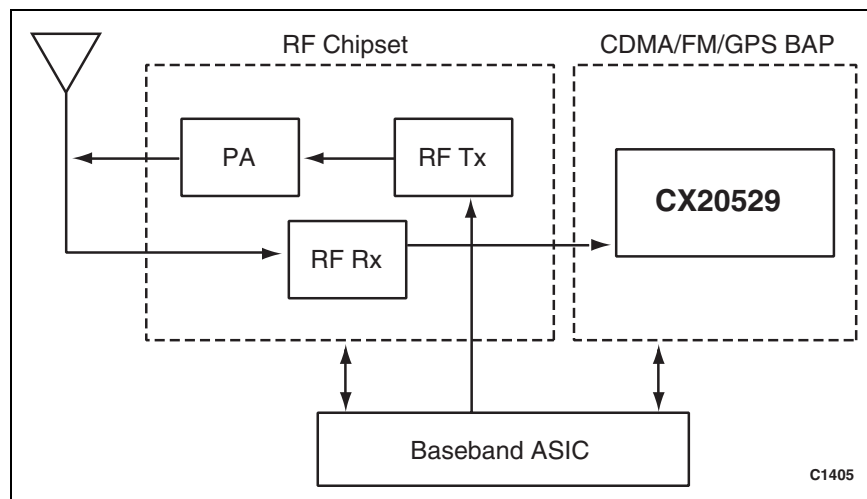 RF Chipset
CDMA/FM/GPS BAP
PA
RF Tx
CX20529
RF Rx
Baseband ASIC
C1405